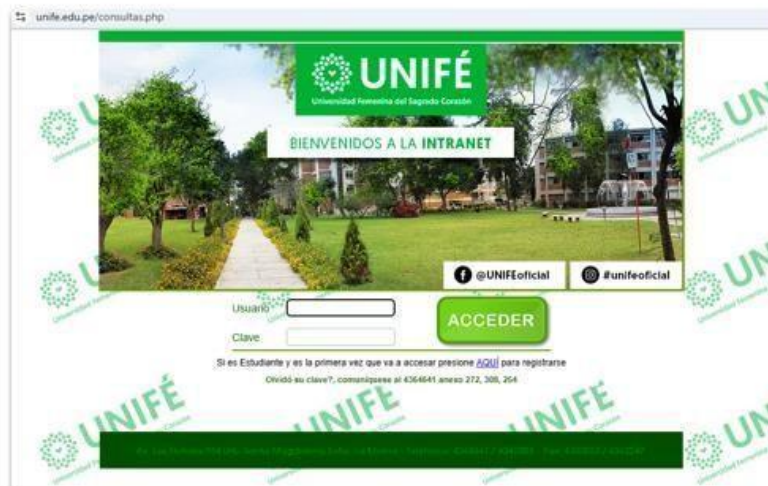 unife.edu.pe/consultas.php
UNIFÉ
Universidad Femenina del Sagrado Corazón
BIENVENIDOS A LA INTRANET
@UNIFEoficial
#unifeoficial
Usuario
Clave
ACCEDER
Si es Estudiante y es la primera vez que va a accesar presione AQUÍ para registrarse
Olvidó su clave?, comuníquese al 4364641 anexo 272, 308, 264
UNIFÉ
UNIFÉ
UNIFÉ